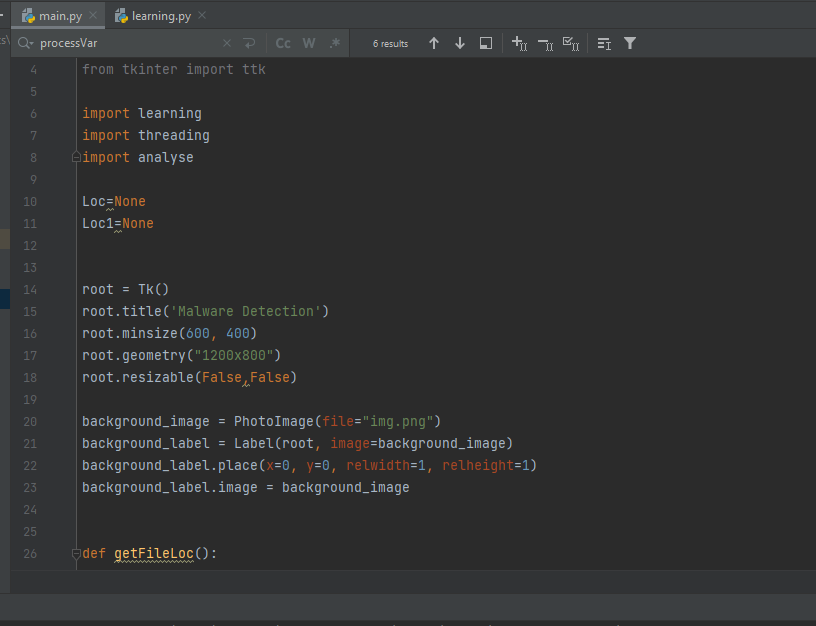 main.py
learning.py
processVar
Cc
W
.*
6 results
4 from tkinter import ttk
5
6 import learning
7 import threading
8 import analyse
9
10 Loc=None
11 Loc1=None
12
13
14 root = Tk()
15 root.title('Malware Detection')
16 root.minsize(600, 400)
17 root.geometry("1200x800")
18 root.resizable(False,False)
19
20 background_image = PhotoImage(file="img.png")
21 background_label = Label(root, image=background_image)
22 background_label.place(x=0, y=0, relwidth=1, relheight=1)
23 background_label.image = background_image
24
25
26 def getFileLoc():